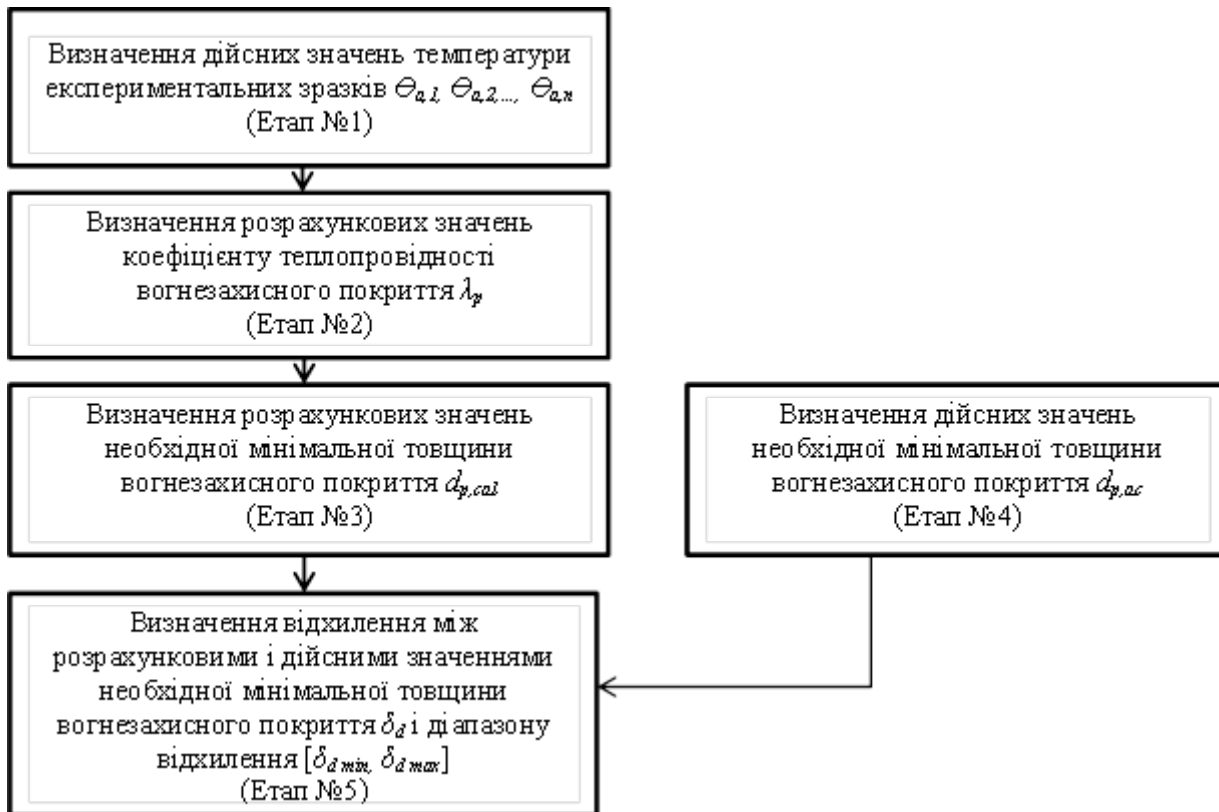 Визначення дійсних значень температури
експериментальних зразків Θa,1, Θa,2,..., Θa,n
(Етап №1)
Визначення розрахункових значень
коефіцієнту теплопровідності
вогнезахисного покриття λp
(Етап №2)
Визначення розрахункових значень
необхідної мінімальної товщини
вогнезахисного покриття dp,cal
(Етап №3)
Визначення дійсних значень
необхідної мінімальної товщини
вогнезахисного покриття dp,ac
(Етап №4)
Визначення відхилення між
розрахунковими і дійсними значеннями
необхідної мінімальної товщини
вогнезахисного покриття δd і діапазону
відхилення [δd min, δd max]
(Етап №5)